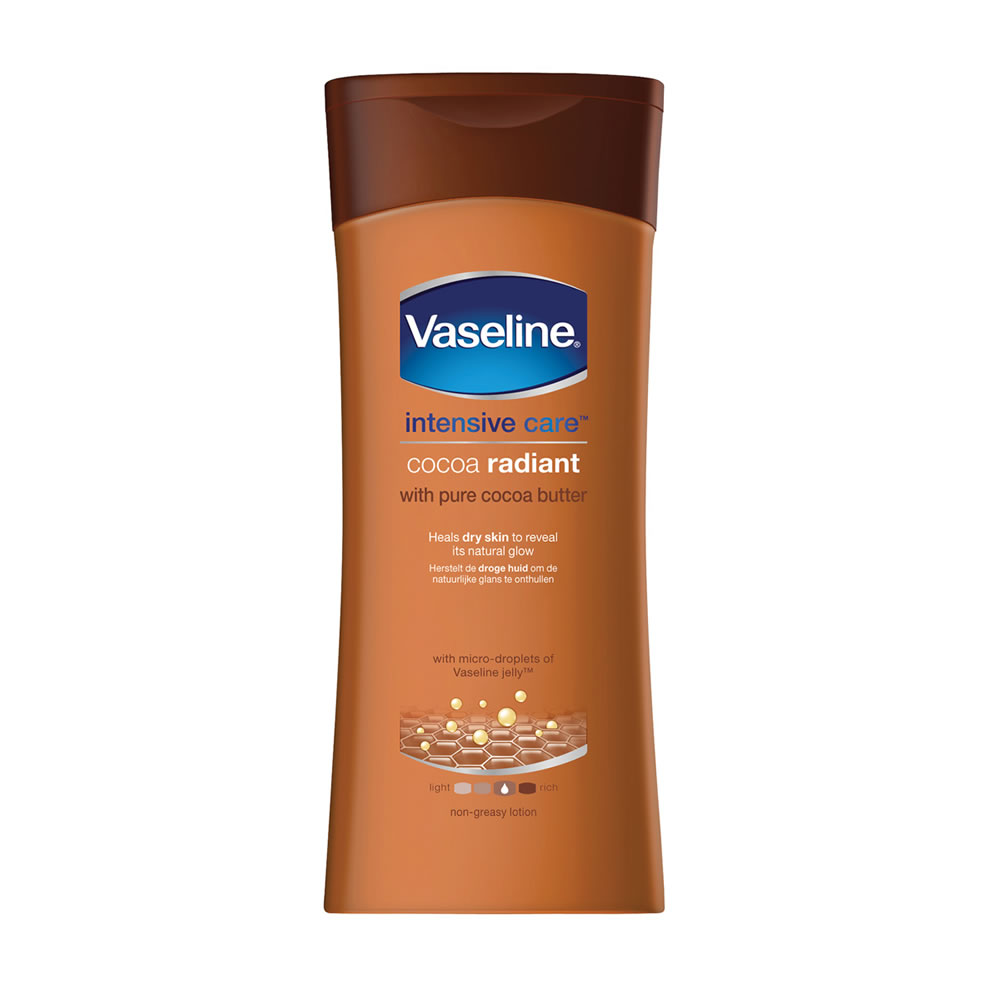 Vaseline®
intensive care™
cocoa radiant
with pure cocoa butter
Heals dry skin to reveal
its natural glow
Herstelt de droge huid om de
natuurlijke glans te onthullen
with micro-droplets of
Vaseline jelly™
light rich
non-greasy lotion